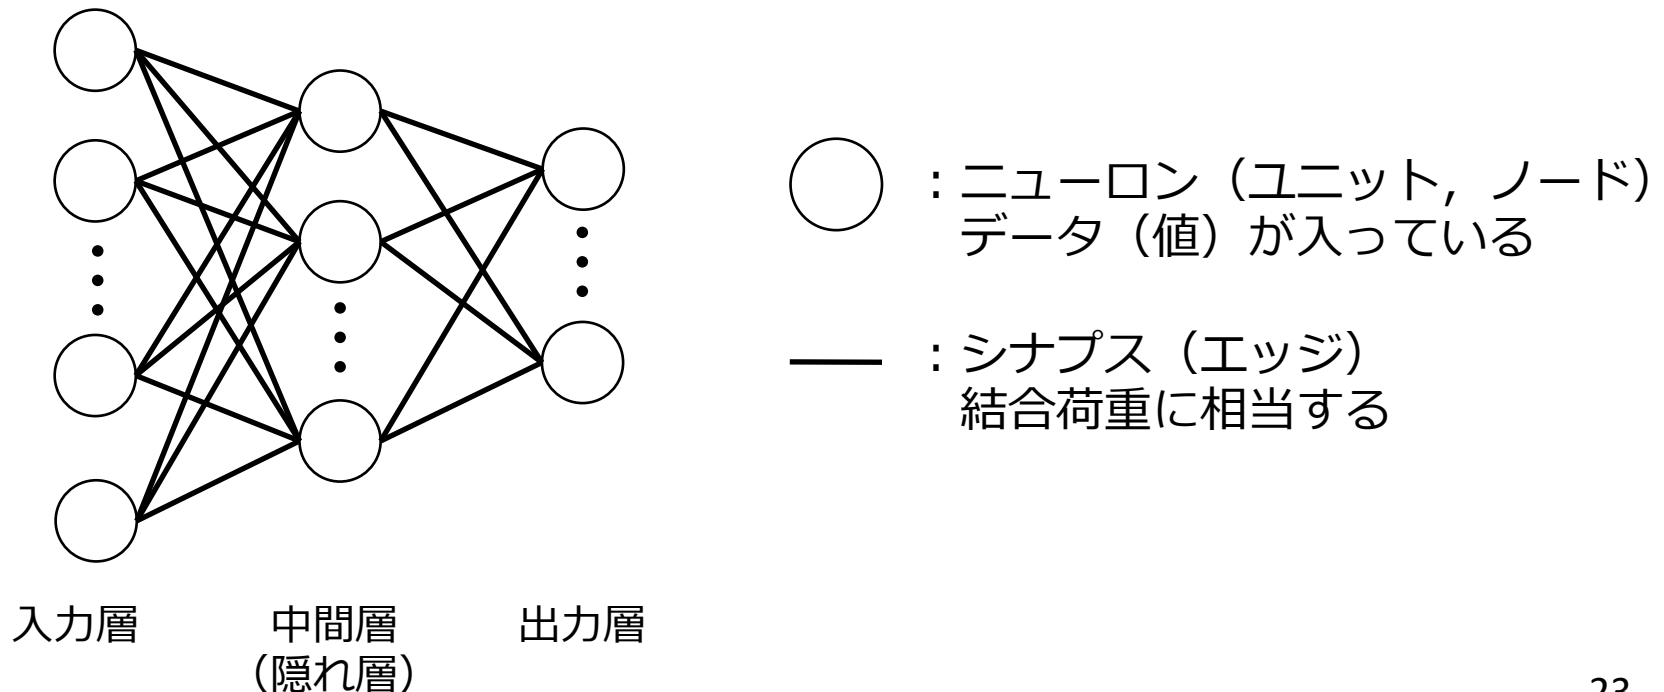 :ニューロン（ユニット，ノード）
データ（値）が入っている
:シナプス（エッジ）
結合荷重に相当する
入力層
中間層
（隠れ層）
出力層
23